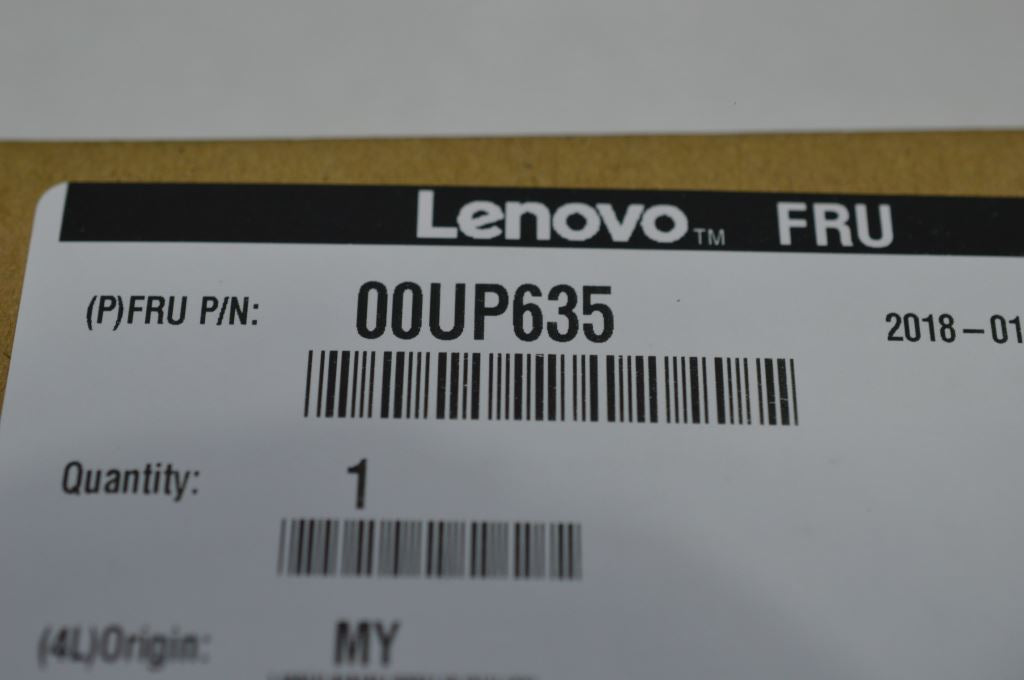 Lenovo™ FRU
(P)FRU P/N: 00UP635 2018-01
Quantity: 1
(4L)Origin: MY